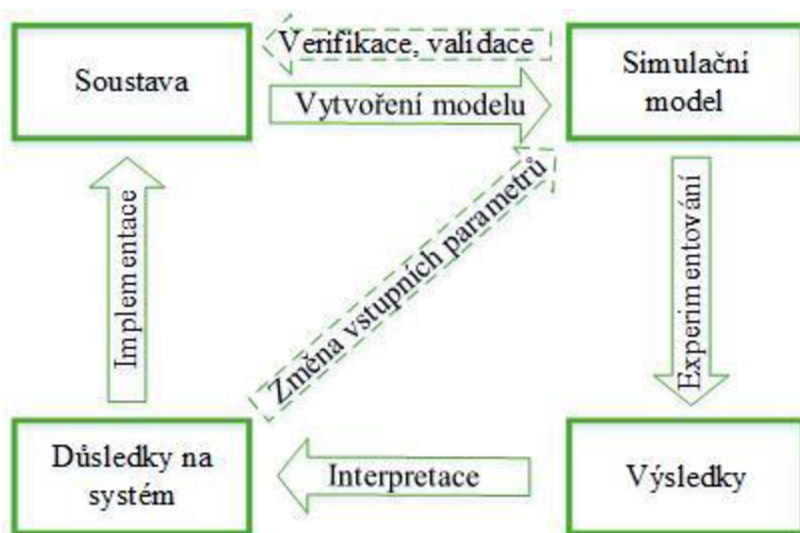 Soustava
Verifikace, validace
Vytvoření modelu
Simulační
model
Implementace
Změna vstupních parametrů
Experimentování
Důsledky na
systém
Interpretace
Výsledky